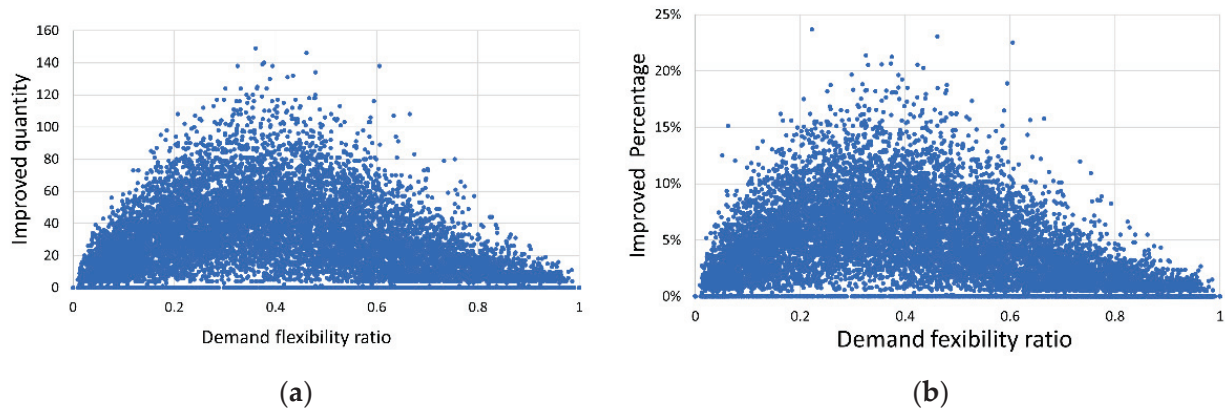 160
140
120
100
80
60
40
20
0
Improved quantity
0 0.2 0.4 0.6 0.8 1
Demand flexibility ratio
(a)
25%
20%
15%
10%
5%
0%
Improved Percentage
0 0.2 0.4 0.6 0.8 1
Demand fexibility ratio
(b)